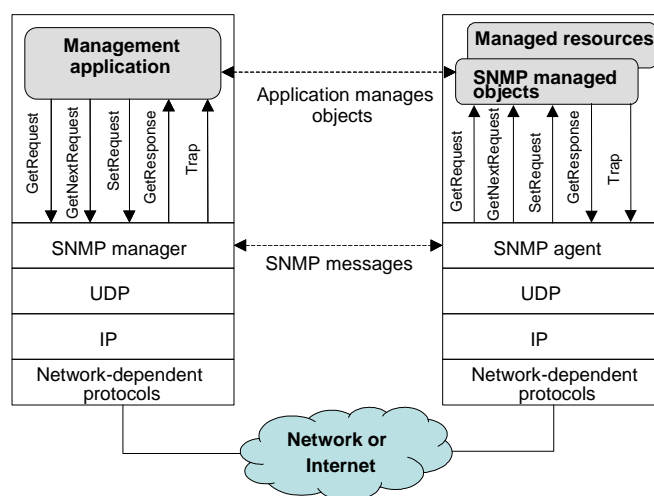 Management
application
GetRequest
GetNextRequest
SetRequest
GetResponse
Trap
SNMP manager
UDP
IP
Network-dependent
protocols
Application manages
objects
SNMP messages
Managed resources
SNMP managed
objects
GetRequest
GetNextRequest
SetRequest
GetResponse
Trap
SNMP agent
UDP
IP
Network-dependent
protocols
Network or
Internet